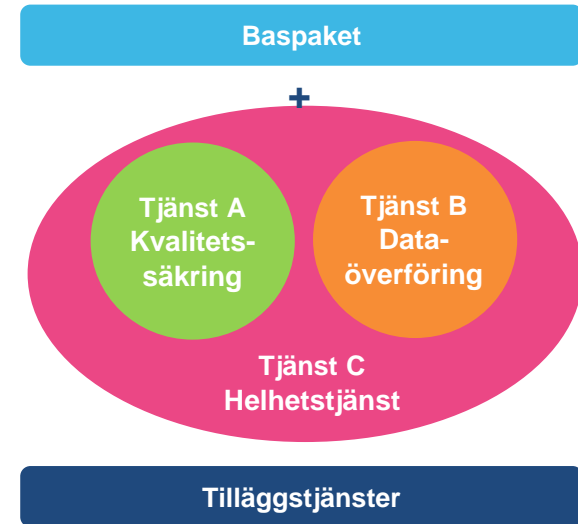 Baspaket
+
Tjänst A
Kvalitets-
säkring
Tjänst B
Data-
överföring
Tjänst C
Helhetstjänst
Tilläggstjänster